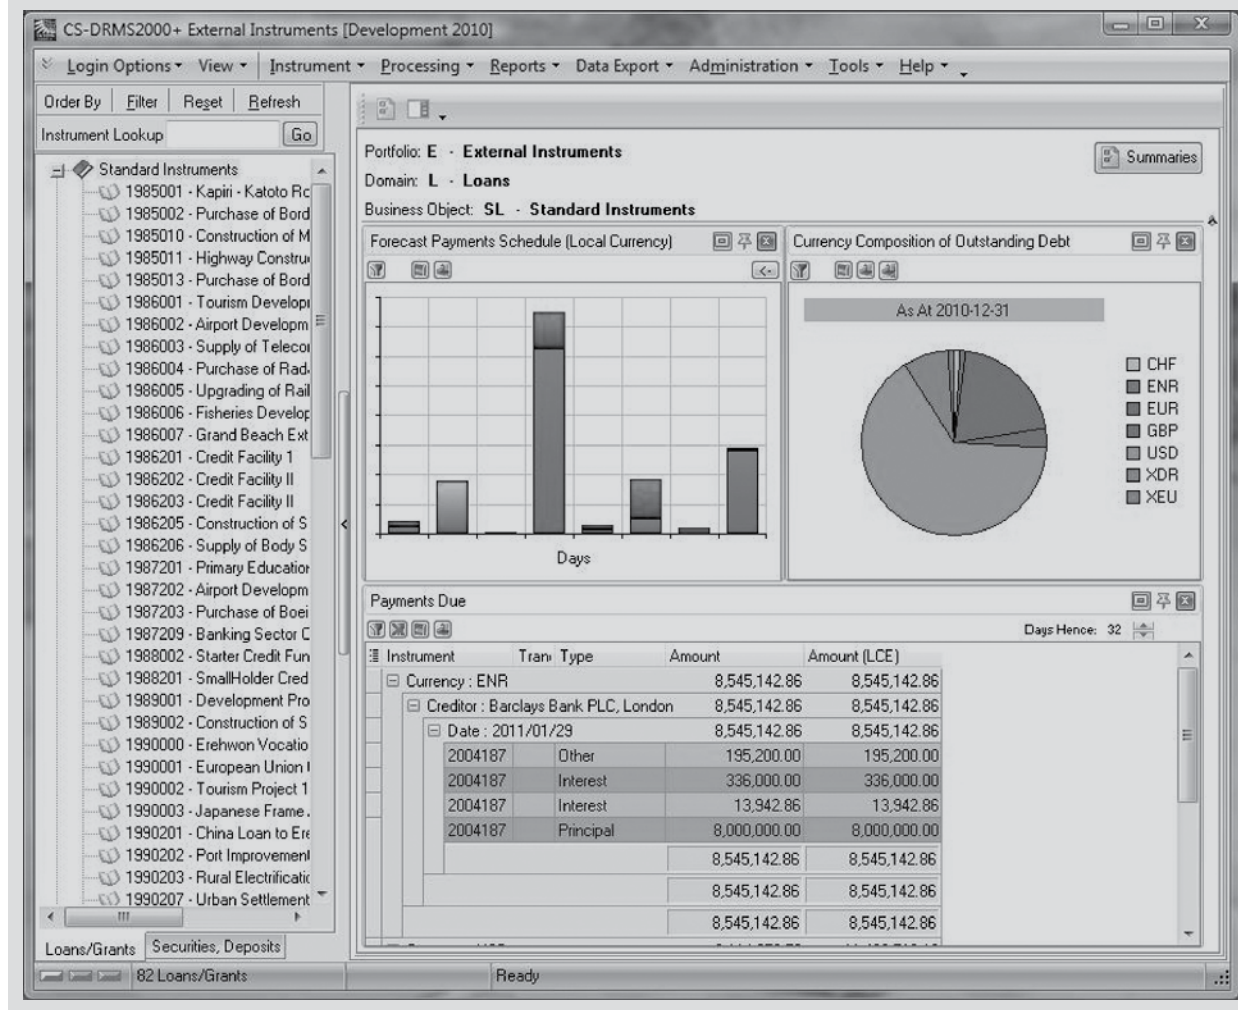 CS-DRMS2000+ External Instruments [Development 2010]
Login Options View Instrument Processing Reports Data Export Administration Tools Help
Order By Filter Reset Refresh
Instrument Lookup Go
Standard Instruments
1985001 - Kapiri - Katoto Rc
1985002 - Purchase of Bord
1985010 - Construction of M
1985011 - Highway Constru
1985013 - Purchase of Bord
1986001 - Tourism Develop
1986002 - Airport Developm
1986003 - Supply of Teleco
1986004 - Purchase of Rad
1986005 - Upgrading of Rail
1986006 - Fisheries Develop
1986007 - Grand Beach Ext
1986201 - Credit Facility 1
1986202 - Credit Facility II
1986203 - Credit Facility II
1986205 - Construction of S
1986206 - Supply of Body S
1987201 - Primary Education
1987202 - Airport Developm
1987203 - Purchase of Boei
1987209 - Banking Sector C
1988002 - Starter Credit Fun
1988201 - SmallHolder Cred
1989001 - Development Pro
1989002 - Construction of S
1990000 - Erehwon Vocatio
1990001 - European Union
1990002 - Tourism Project 1
1990003 - Japanese Frame
1990201 - China Loan to Ere
1990202 - Port Improvement
1990203 - Rural Electrificatic
1990207 - Urban Settlement
Loans/Grants Securities, Deposits
82 Loans/Grants Ready
Portfolio: E - External Instruments
Summaries
Domain: L - Loans
Business Object: SL - Standard Instruments
Forecast Payments Schedule (Local Currency)
Days
Currency Composition of Outstanding Debt
As At 2010-12-31
CHF
ENR
EUR
GBP
USD
XDR
XEU
Payments Due
Days Hence: 32
Instrument Tran Type Amount Amount (LCE)
Currency : ENR 8,545,142.86 8,545,142.86
Creditor : Barclays Bank PLC, London 8,545,142.86 8,545,142.86
Date : 2011/01/29 8,545,142.86 8,545,142.86
2004187 Other 195,200.00 195,200.00
2004187 Interest 336,000.00 336,000.00
2004187 Interest 13,942.86 13,942.86
2004187 Principal 8,000,000.00 8,000,000.00
8,545,142.86 8,545,142.86
8,545,142.86 8,545,142.86
8,545,142.86 8,545,142.86